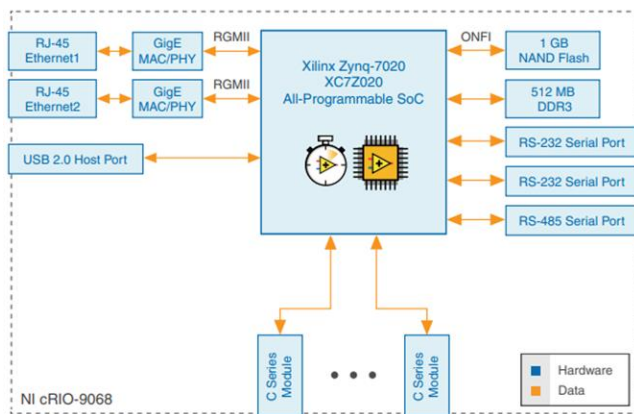 RJ-45
Ethernet1
GigE
MAC/PHY
RGMII
RJ-45
Ethernet2
GigE
MAC/PHY
RGMII
USB 2.0 Host Port
Xilinx Zynq-7020
XC7Z020
All-Programmable SoC
ONFI
1 GB
NAND Flash
512 MB
DDR3
RS-232 Serial Port
RS-232 Serial Port
RS-485 Serial Port
C Series
Module
C Series
Module
Hardware
Data
NI cRIO-9068